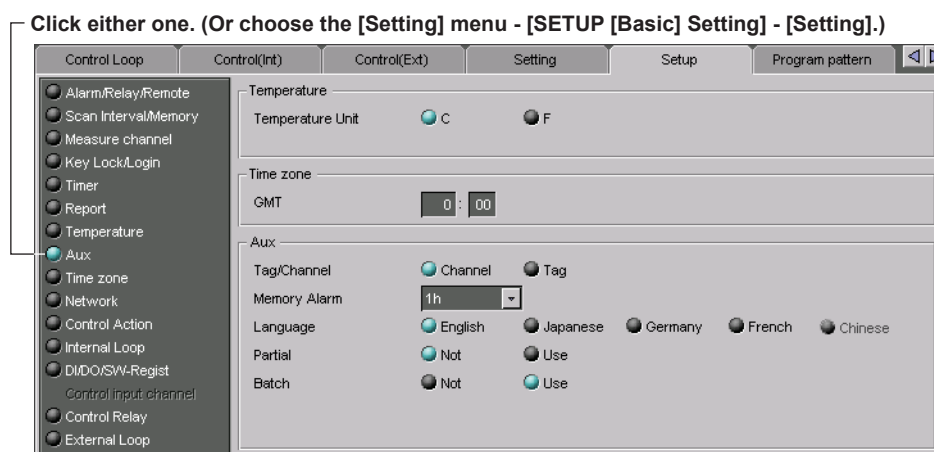 Click either one. (Or choose the [Setting] menu - [SETUP [Basic] Setting] - [Setting].)
Control Loop Control(Int) Control(Ext) Setting Setup Program pattern
Alarm/Relay/Remote
Scan Interval/Memory
Measure channel
Key Lock/Login
Timer
Report
Temperature
Aux
Time zone
Network
Control Action
Internal Loop
DI/DO/SW-Regist
Control input channel
Control Relay
External Loop
Temperature
Temperature Unit C F
Time zone
GMT 0 : 00
Aux
Tag/Channel Channel Tag
Memory Alarm 1h
Language English Japanese Germany French Chinese
Partial Not Use
Batch Not Use